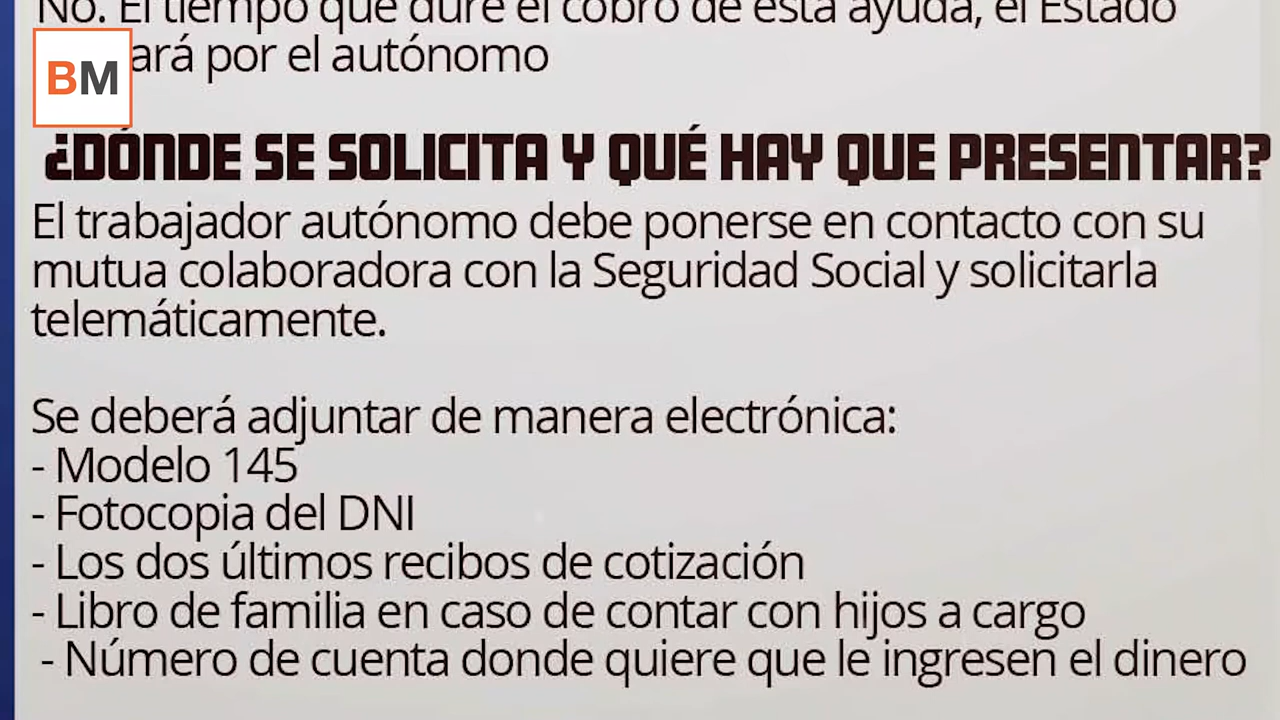 No. El tiempo que dure el cobro de esta ayuda, el Estado
por el autónomo
BM
¿DÓNDE SE SOLICITA Y QUÉ HAY QUE PRESENTAR?
El trabajador autónomo debe ponerse en contacto con su
mutua colaboradora con la Seguridad Social y solicitarla
telemáticamente.
Se deberá adjuntar de manera electrónica:
- Modelo 145
- Fotocopia del DNI
- Los dos últimos recibos de cotización
- Libro de familia en caso de contar con hijos a cargo
- Número de cuenta donde quiere que le ingresen el dinero